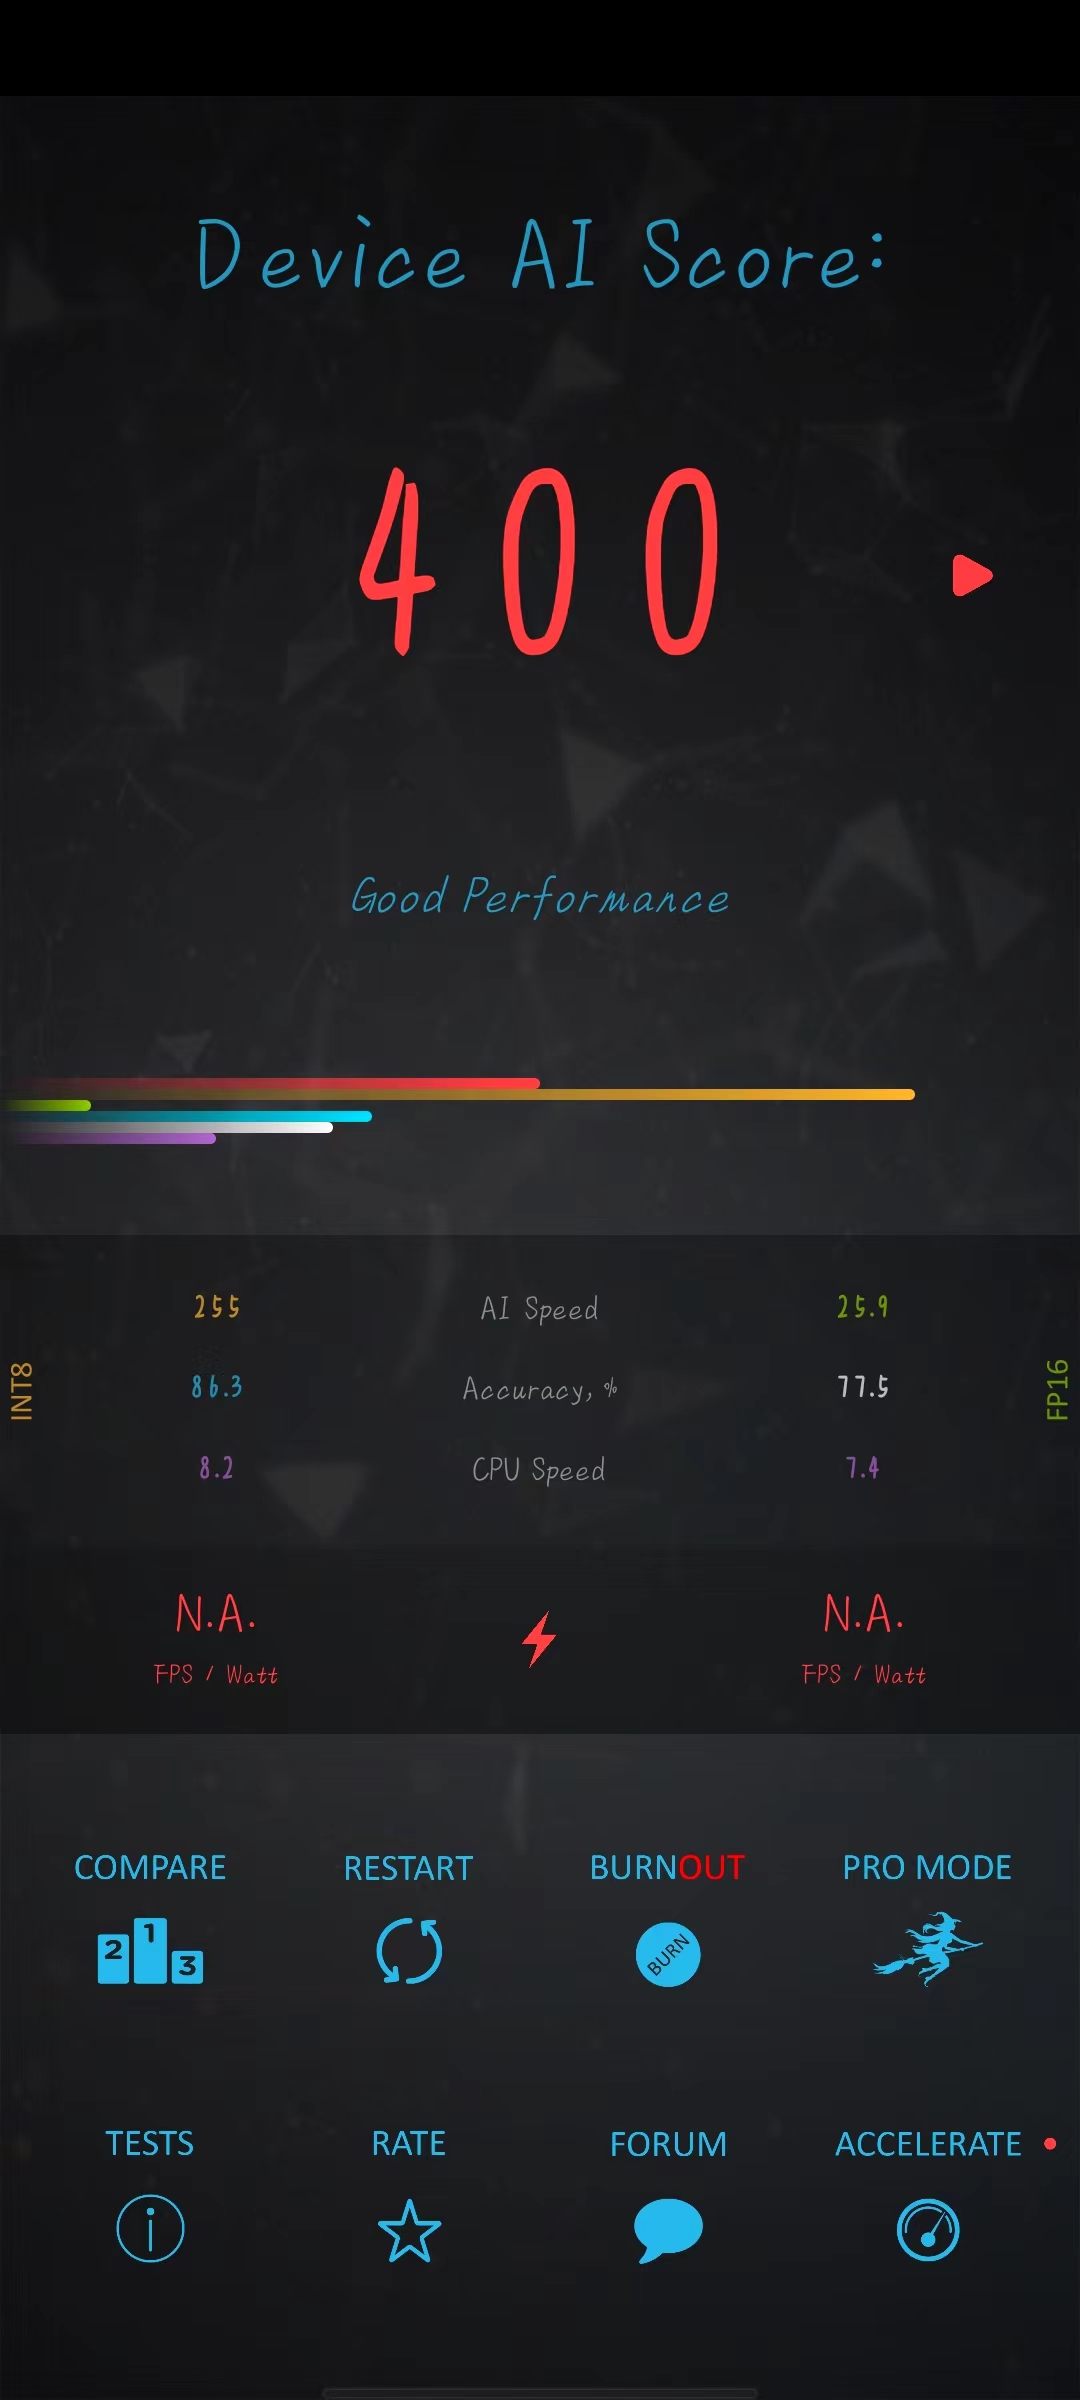 Device AI Score:
400
Good Performance
INT8
255 AI Speed 25.9
86.3 Accuracy, % 77.5
8.2 CPU Speed 7.4
FP16
N.A. N.A.
FPS / Watt FPS / Watt
COMPARE RESTART BURNOUT PRO MODE
2 1 3 BURN
TESTS RATE FORUM ACCELERATE